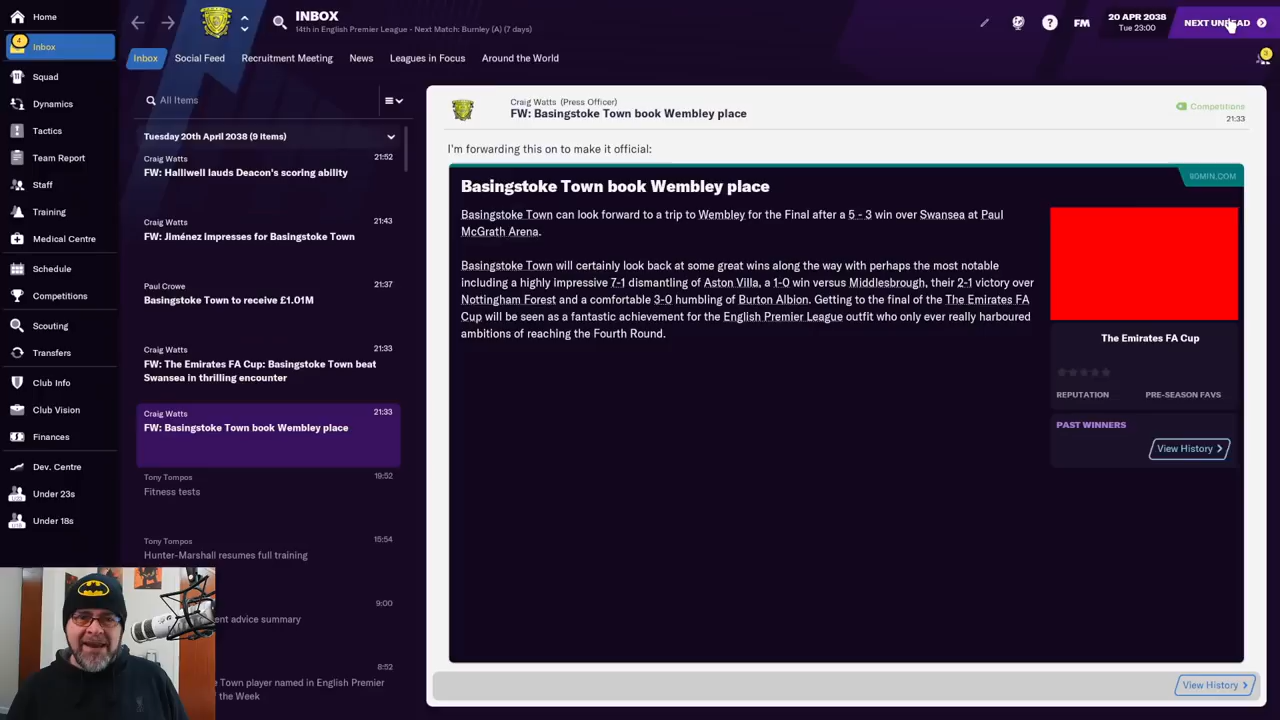 Home
INBOX
14th in English Premier League - Next Match: Burnley (A) (7 days)
FM
20 APR 2038
Tue 23:00
NEXT UNREAD
4
Inbox
Inbox
Social Feed
Recruitment Meeting
News
Leagues in Focus
Around the World
3
Squad
Dynamics
Tactics
Team Report
Staff
Training
Medical Centre
Schedule
Competitions
Scouting
Transfers
Club Info
Club Vision
Finances
Dev. Centre
Under 23s
Under 18s
All Items
Tuesday 20th April 2038 (9 Items)
Craig Watts 21:52
FW: Halliwell lauds Deacon's scoring ability
Craig Watts 21:43
FW: Jiménez impresses for Basingstoke Town
Paul Crowe 21:37
Basingstoke Town to receive £1.01M
Craig Watts 21:33
FW: The Emirates FA Cup: Basingstoke Town beat
Swansea in thrilling encounter
Craig Watts 21:33
FW: Basingstoke Town book Wembley place
Tony Tompos 19:52
Fitness tests
Tony Tompos 15:54
Hunter-Marshall resumes full training
9:00
ent advice summary
8:52
Town player named in English Premier
the Week
Craig Watts (Press Officer)
FW: Basingstoke Town book Wembley place
Competitions
21:33
I'm forwarding this on to make it official:
90MIN.COM
Basingstoke Town book Wembley place
Basingstoke Town can look forward to a trip to Wembley for the Final after a 5 - 3 win over Swansea at Paul
McGrath Arena.
Basingstoke Town will certainly look back at some great wins along the way with perhaps the most notable
including a highly impressive 7-1 dismantling of Aston Villa, a 1-0 win versus Middlesbrough, their 2-1 victory over
Nottingham Forest and a comfortable 3-0 humbling of Burton Albion. Getting to the final of the The Emirates FA
Cup will be seen as a fantastic achievement for the English Premier League outfit who only ever really harboured
ambitions of reaching the Fourth Round.
The Emirates FA Cup
REPUTATION
PRE-SEASON FAVS
PAST WINNERS
View History
View History